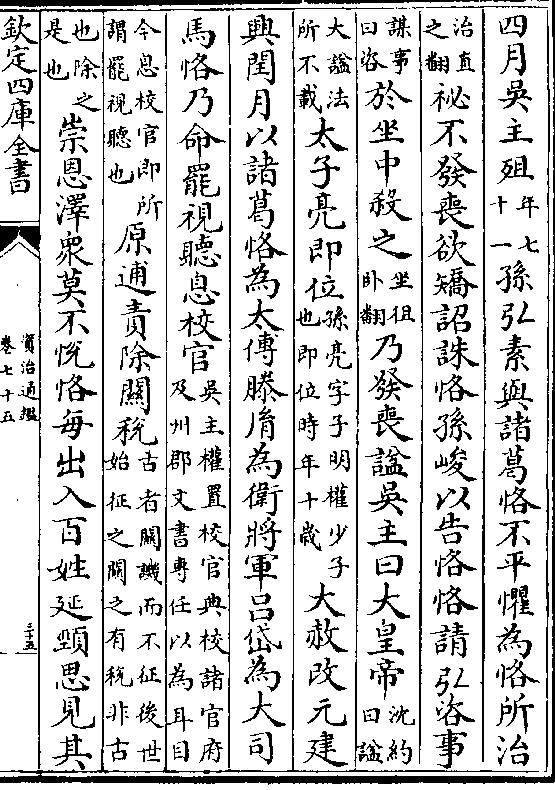 四月吳主殂年七十一孫弘素與諸葛恪不平懼為恪所治
治直之翻祕不發喪欲矯詔誅恪孫峻以告恪恪請弘咨事
謀事曰咨於坐中殺之坐徂卧翻乃發喪諡吳主曰大皇帝沈約曰諡
大諡法所不載太子亮即位孫亮字子明權少子也即位時年十歲大赦改元建
興閏月以諸葛恪為太傅滕胤為衛將軍呂岱為大司
馬恪乃命罷視聽息校官吳主權置校官典校諸官府及州郡文書專任以為耳目
今息校官即所謂罷視聽也原逋責除關稅古者關譏而不征後世始征之關之有稅非古
也除之是也崇恩澤衆莫不悅恪每出入百姓延頸思見其
欽定四庫全書
資治通鑑
卷七十五
三十五